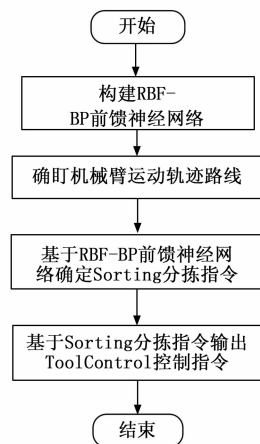 开始
构建RBF-
BP前馈神经网络
确盯机械臂运动轨迹路线
基于RBF-BP前馈神经网
络确定Sorting分拣指令
基于Sorting分拣指令输出
ToolControl控制指令
结束